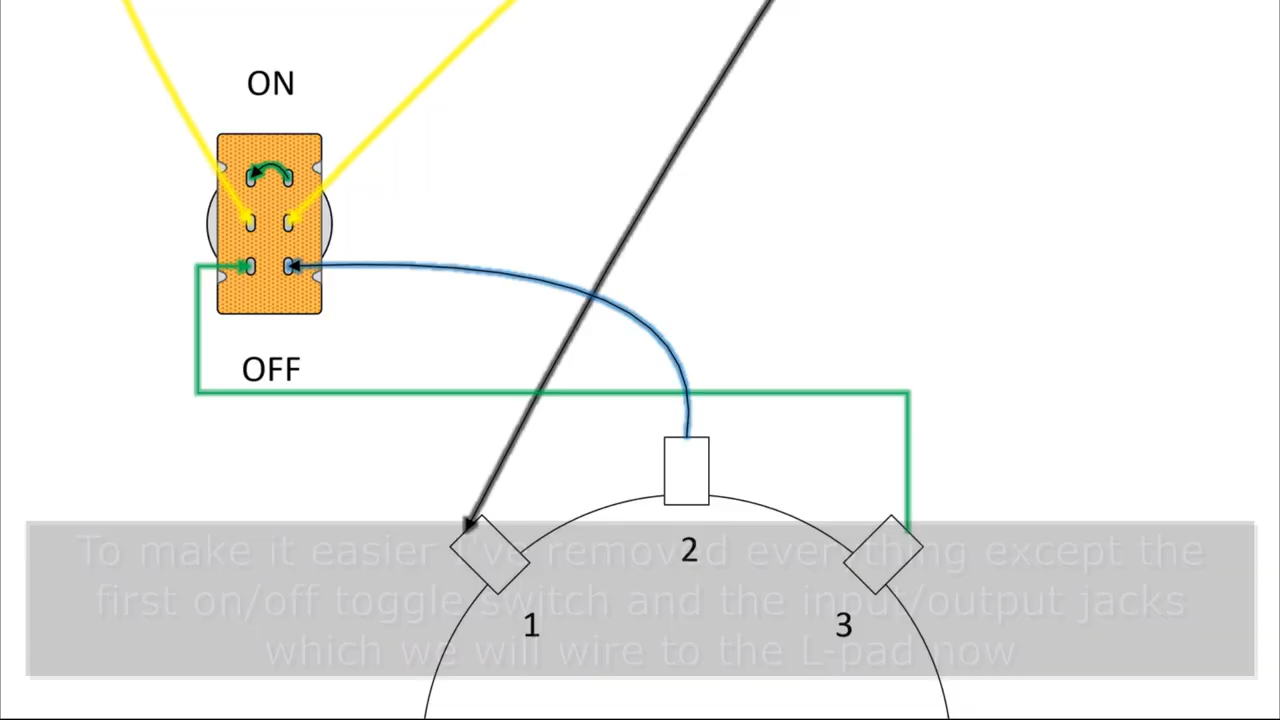 ON
OFF
2
To make it easier I've removed everything except the
first on/off toggle switch and the input/output jacks
1
3
which we will wire to the L-pad now